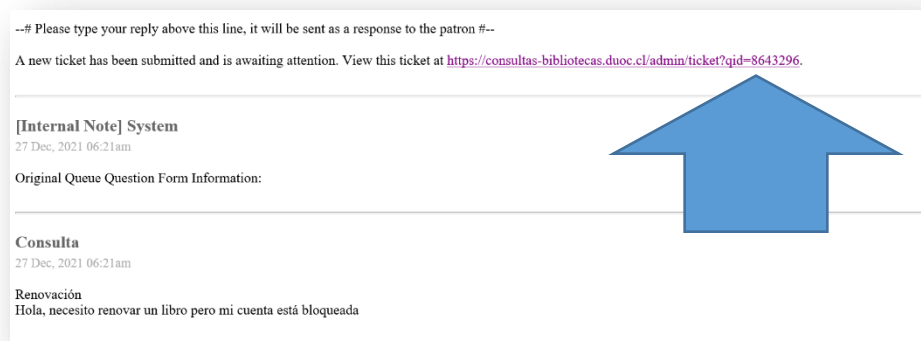 --# Please type your reply above this line, it will be sent as a response to the patron #--
A new ticket has been submitted and is awaiting attention. View this ticket at https://consultas-bibliotecas.duoc.cl/admin/ticket?qid=8643296.
[Internal Note] System
27 Dec, 2021 06:21am
Original Queue Question Form Information:
Consulta
27 Dec, 2021 06:21am
Renovación
Hola, necesito renovar un libro pero mi cuenta está bloqueada